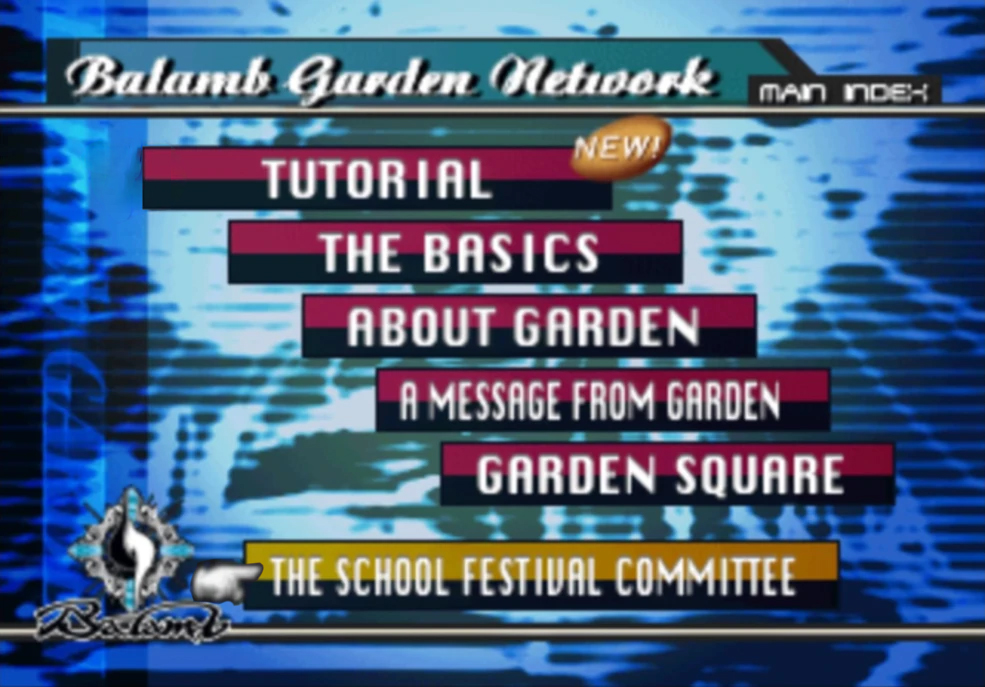 Balamb Garden Network
MAIN INDEX
NEW!
TUTORIAL
THE BASICS
ABOUT GARDEN
A MESSAGE FROM GARDEN
GARDEN SQUARE
THE SCHOOL FESTIVAL COMMITTEE
Balamb